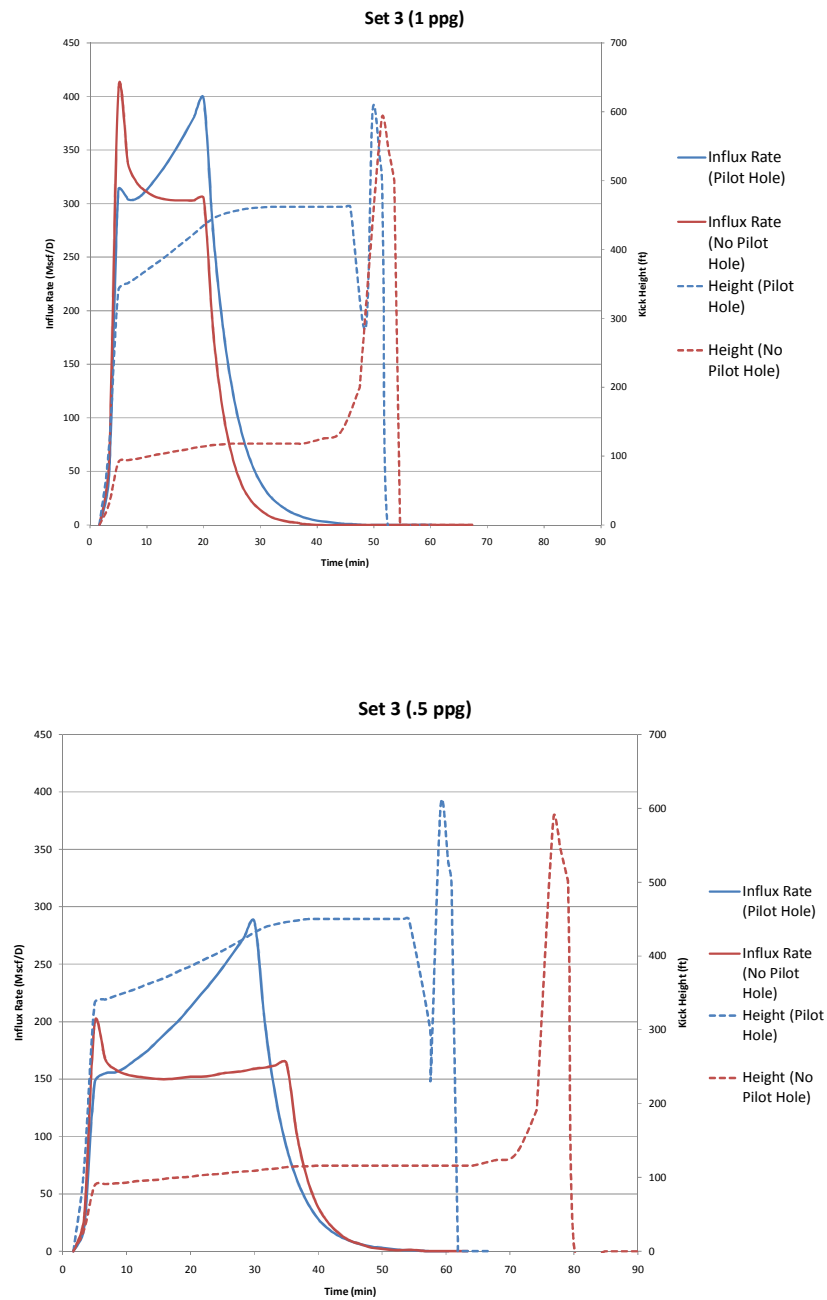 Set 3 (1 ppg)
450
400
350
300
250
200
150
100
50
0
Influx Rate (Mscf/D)
700
600
500
400
300
200
100
0
Kick Height (ft)
0 10 20 30 40 50 60 70 80 90
Time (min)
Influx Rate
(Pilot Hole)
Influx Rate
(No Pilot
Hole)
Height (Pilot
Hole)
Height (No
Pilot Hole)
Set 3 (.5 ppg)
450
400
350
300
250
200
150
100
50
0
Influx Rate (Mscf/D)
700
600
500
400
300
200
100
0
Kick Height (ft)
0 10 20 30 40 50 60 70 80 90
Time (min)
Influx Rate
(Pilot Hole)
Influx Rate
(No Pilot
Hole)
Height (Pilot
Hole)
Height (No
Pilot Hole)